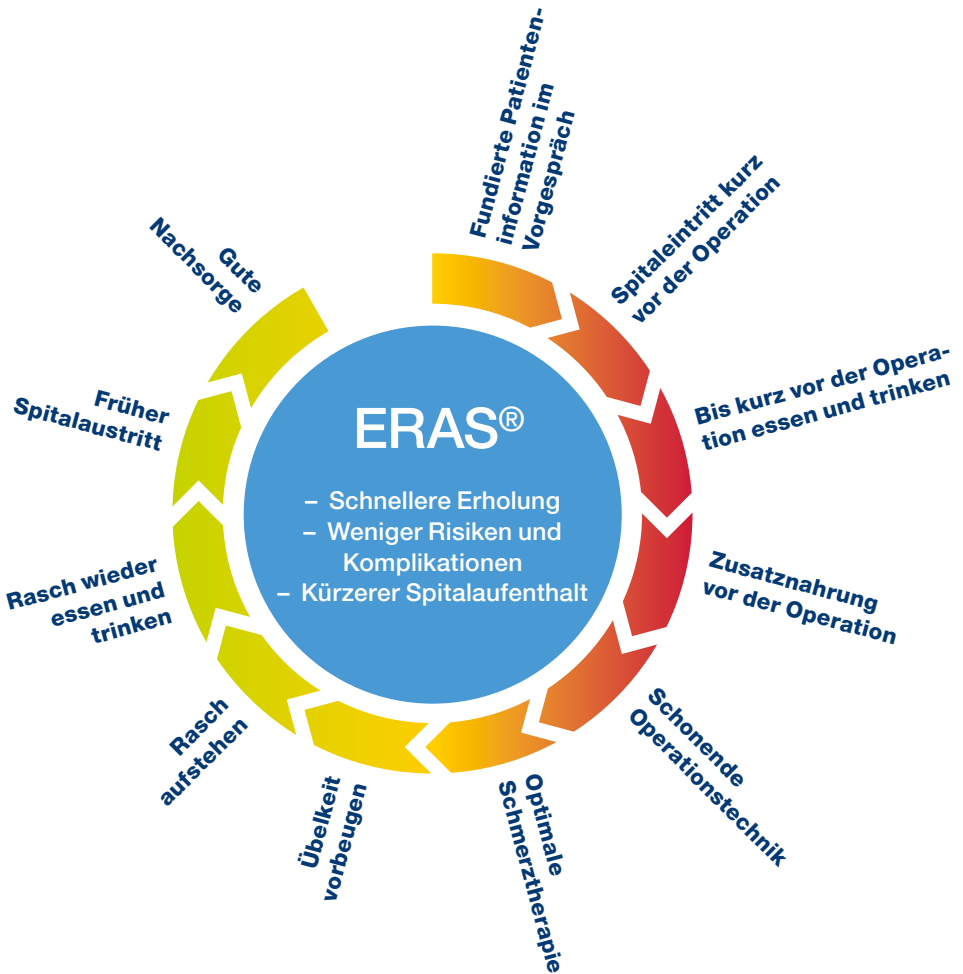 Fundierte Patienten-
information im
Vorgespräch
Spitaleintritt kurz
vor der Operation
Bis kurz vor der Opera-
tion essen und trinken
Zusatznahrung
vor der Operation
Schonende
Operationstechnik
Optimale
Schmerztherapie
Übelkeit
vorbeugen
Rasch
aufstehen
Rasch wieder
essen und
trinken
Früher
Spitalaustritt
Gute
Nachsorge
ERAS®
– Schnellere Erholung
– Weniger Risiken und
Komplikationen
– Kürzerer Spitalaufenthalt